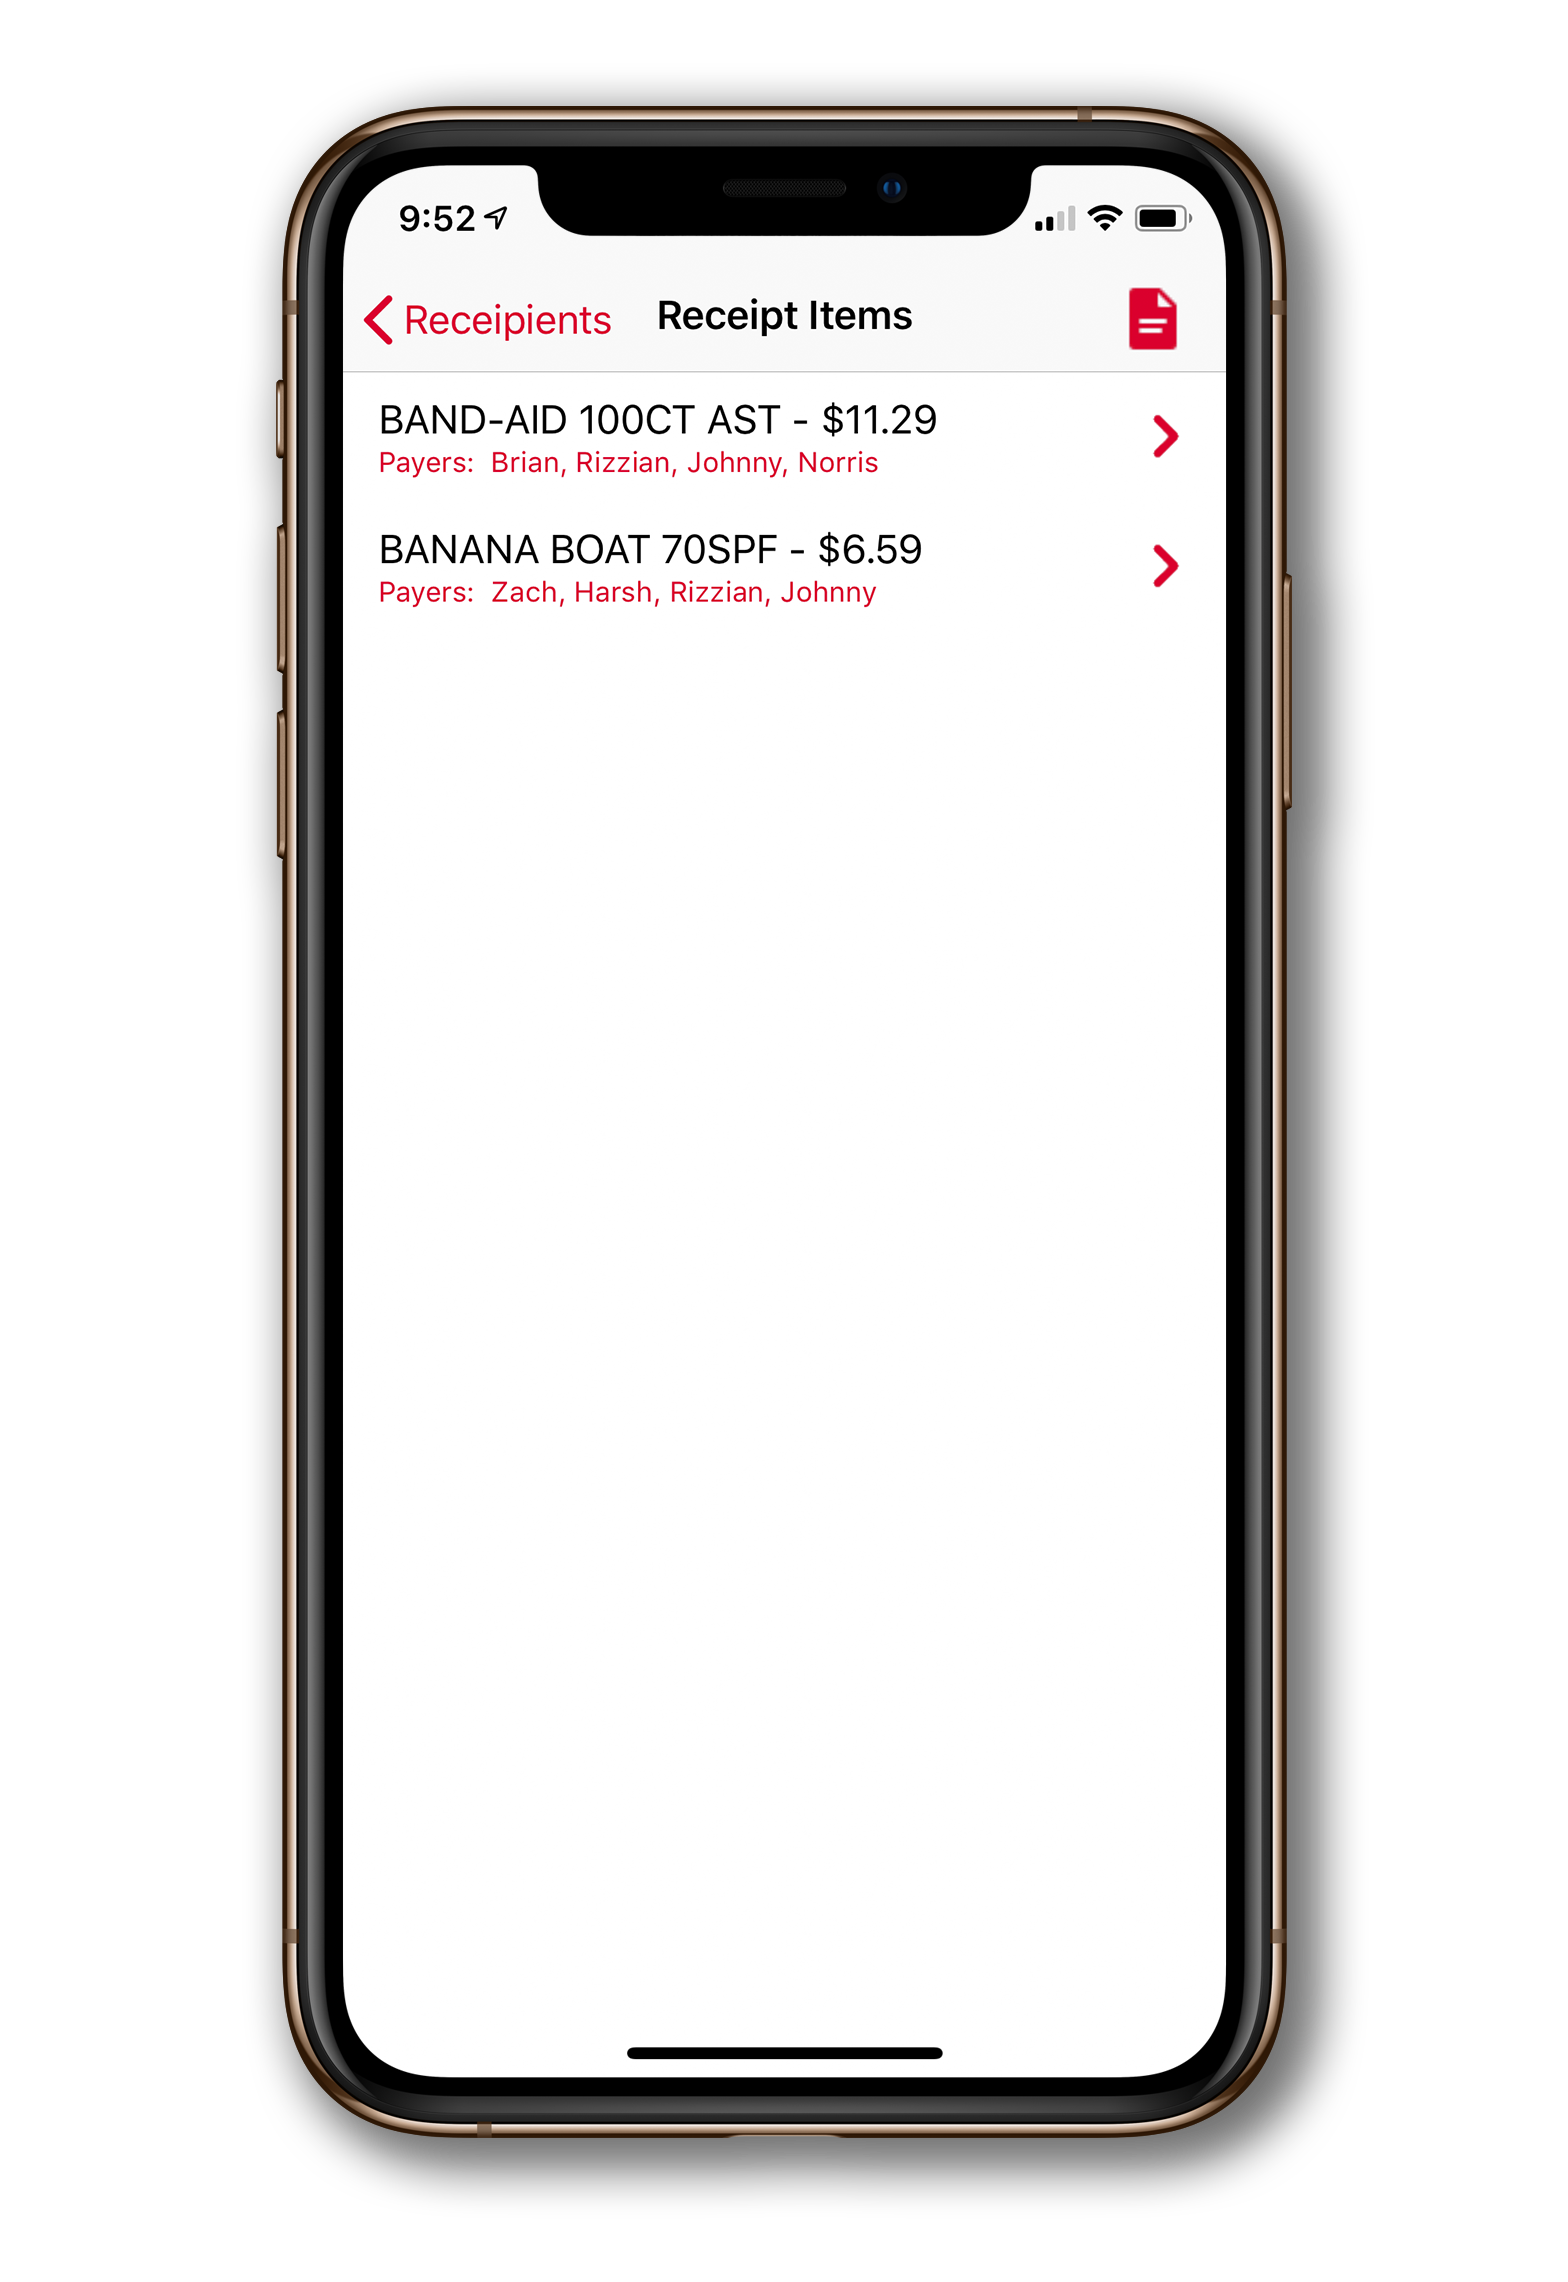 9:52
Receipients
Receipt Items
BAND-AID 100CT AST - $11.29
Payers: Brian, Rizzian, Johnny, Norris
BANANA BOAT 70SPF - $6.59
Payers: Zach, Harsh, Rizzian, Johnny